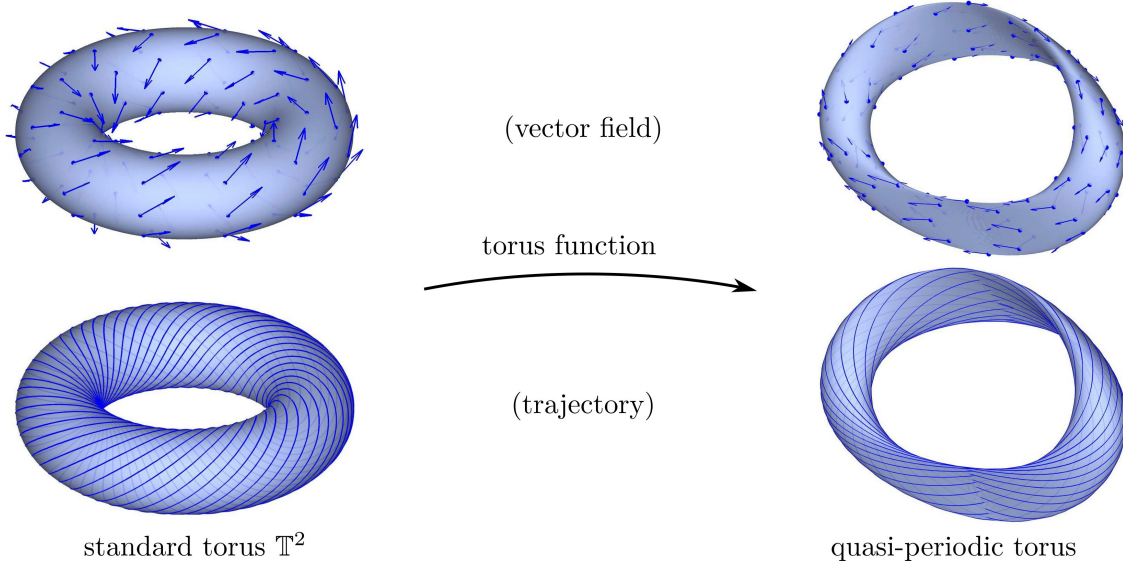 (vector field)
torus function
(trajectory)
standard torus 𝕋²
quasi-periodic torus